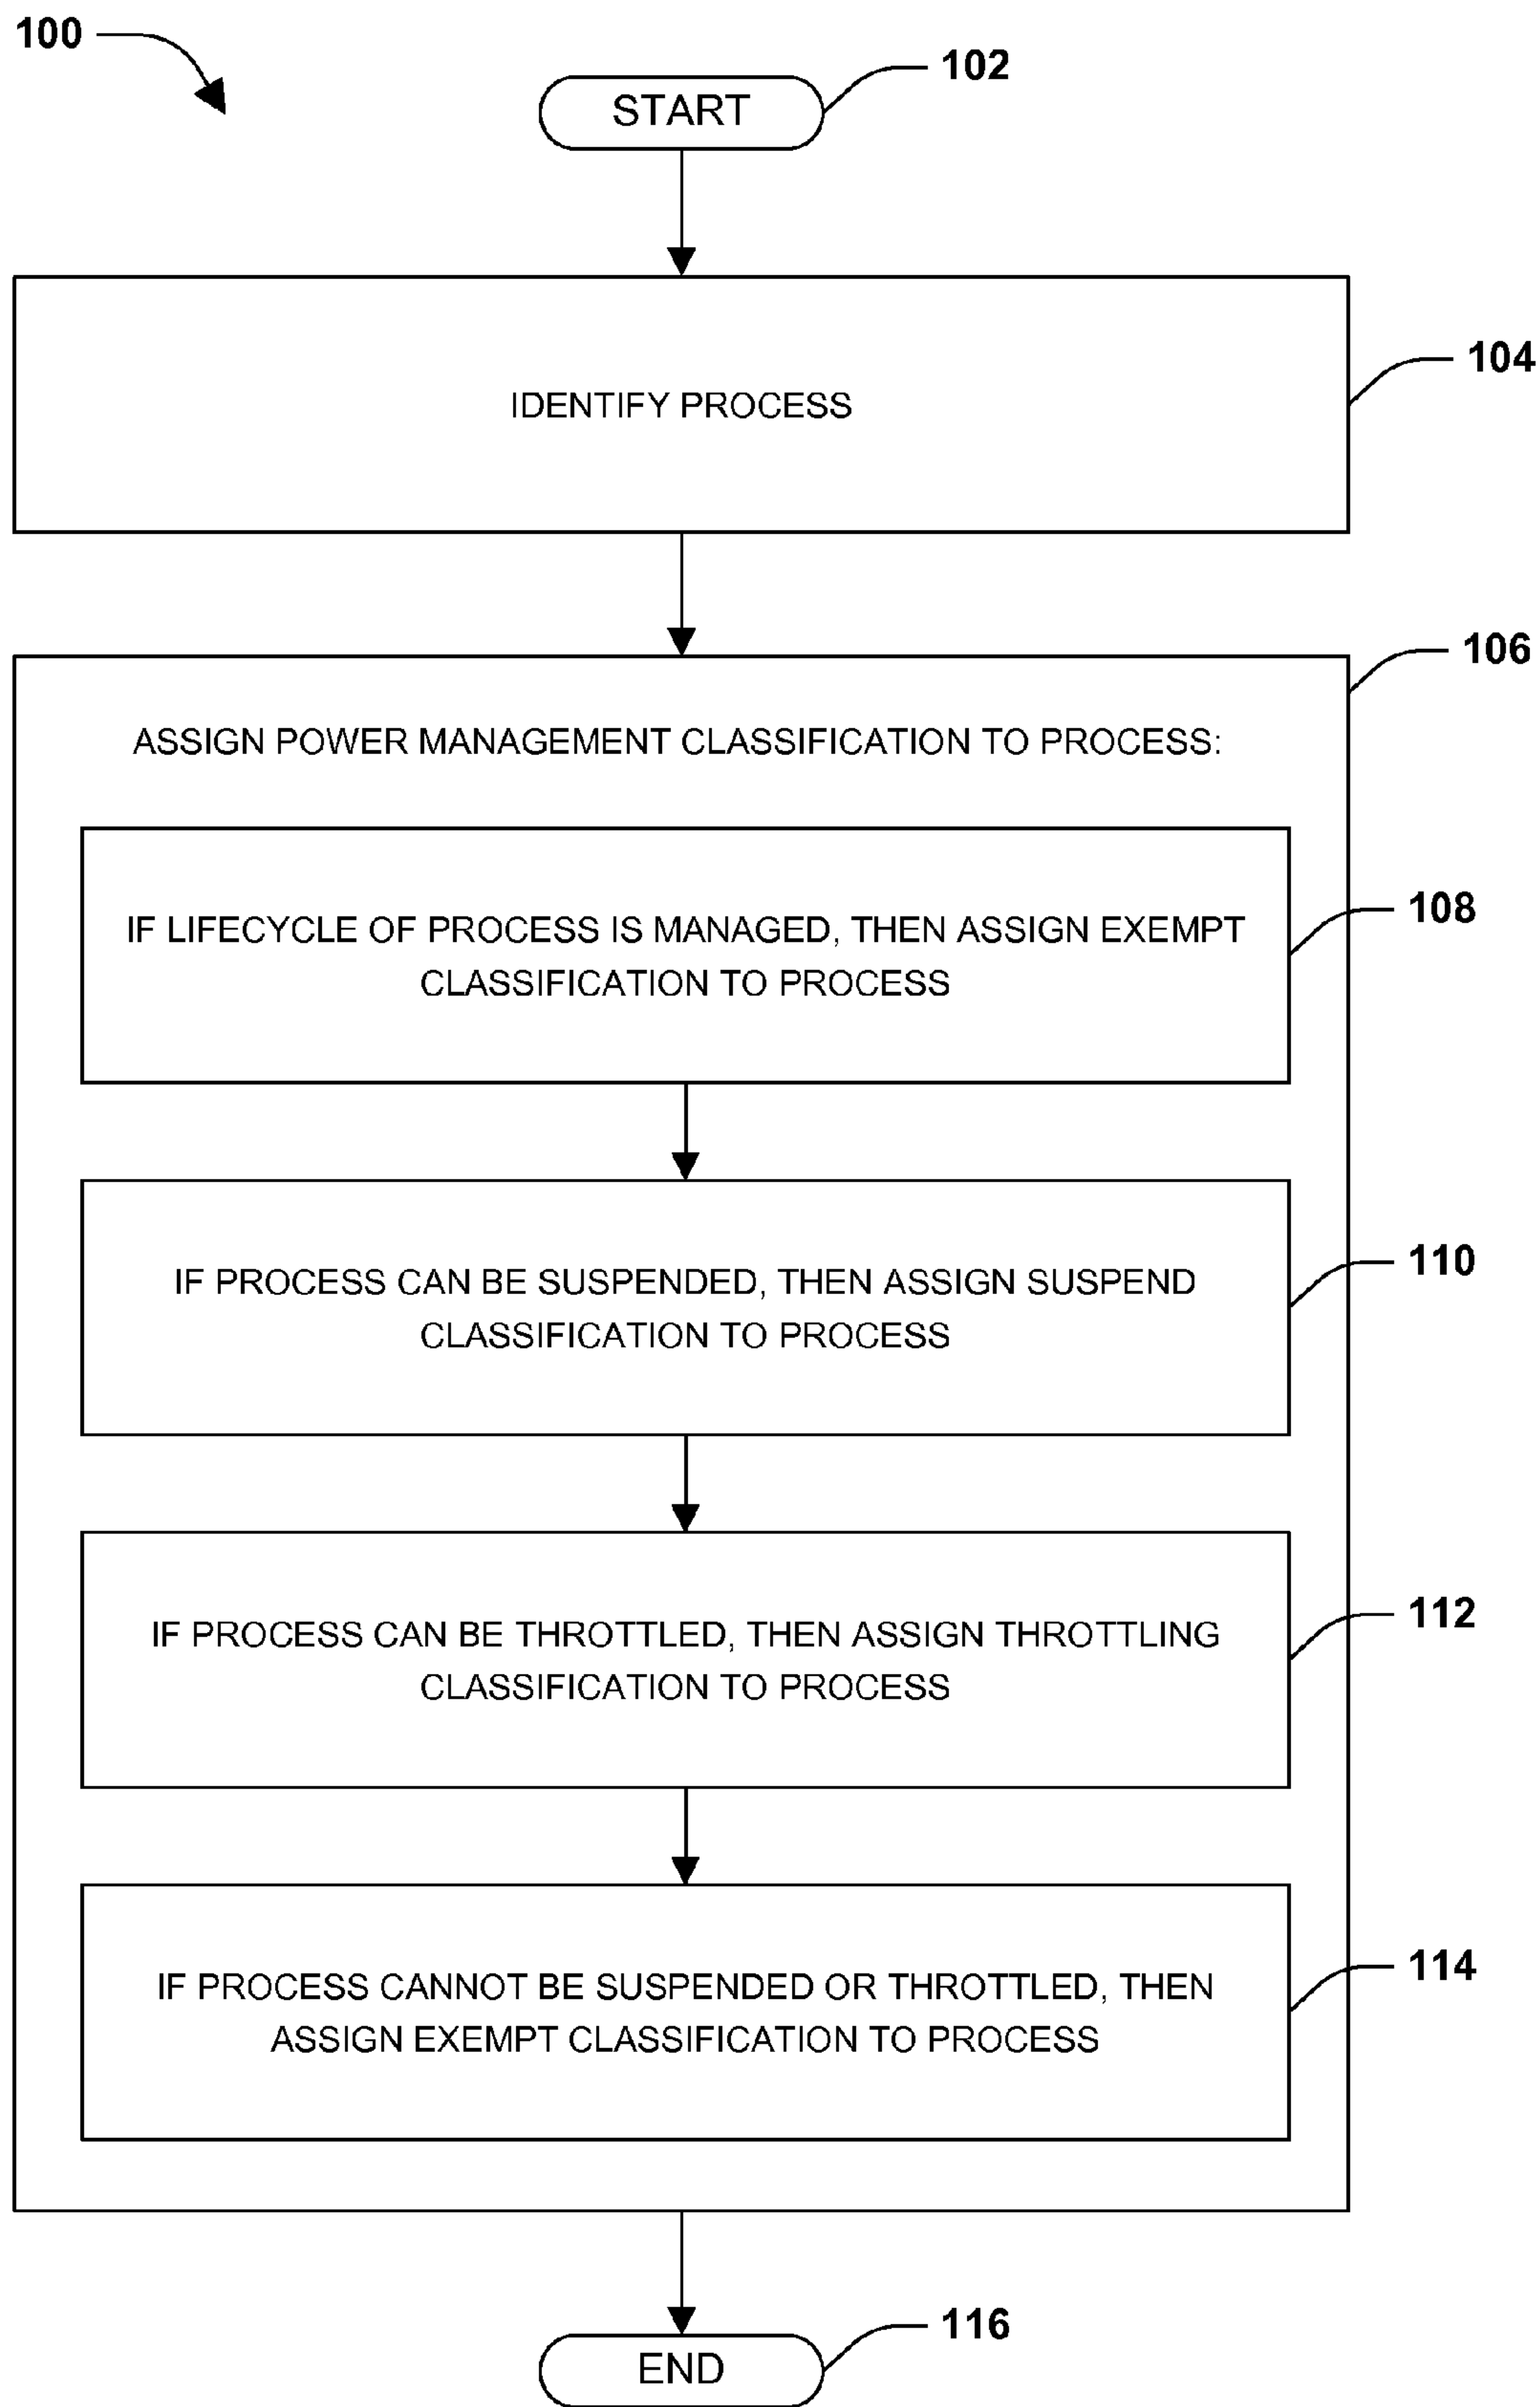 100
102
START
104
IDENTIFY PROCESS
106
ASSIGN POWER MANAGEMENT CLASSIFICATION TO PROCESS:
108
IF LIFECYCLE OF PROCESS IS MANAGED, THEN ASSIGN EXEMPT
CLASSIFICATION TO PROCESS
110
IF PROCESS CAN BE SUSPENDED, THEN ASSIGN SUSPEND
CLASSIFICATION TO PROCESS
112
IF PROCESS CAN BE THROTTLED, THEN ASSIGN THROTTLING
CLASSIFICATION TO PROCESS
114
IF PROCESS CANNOT BE SUSPENDED OR THROTTLED, THEN
ASSIGN EXEMPT CLASSIFICATION TO PROCESS
116
END